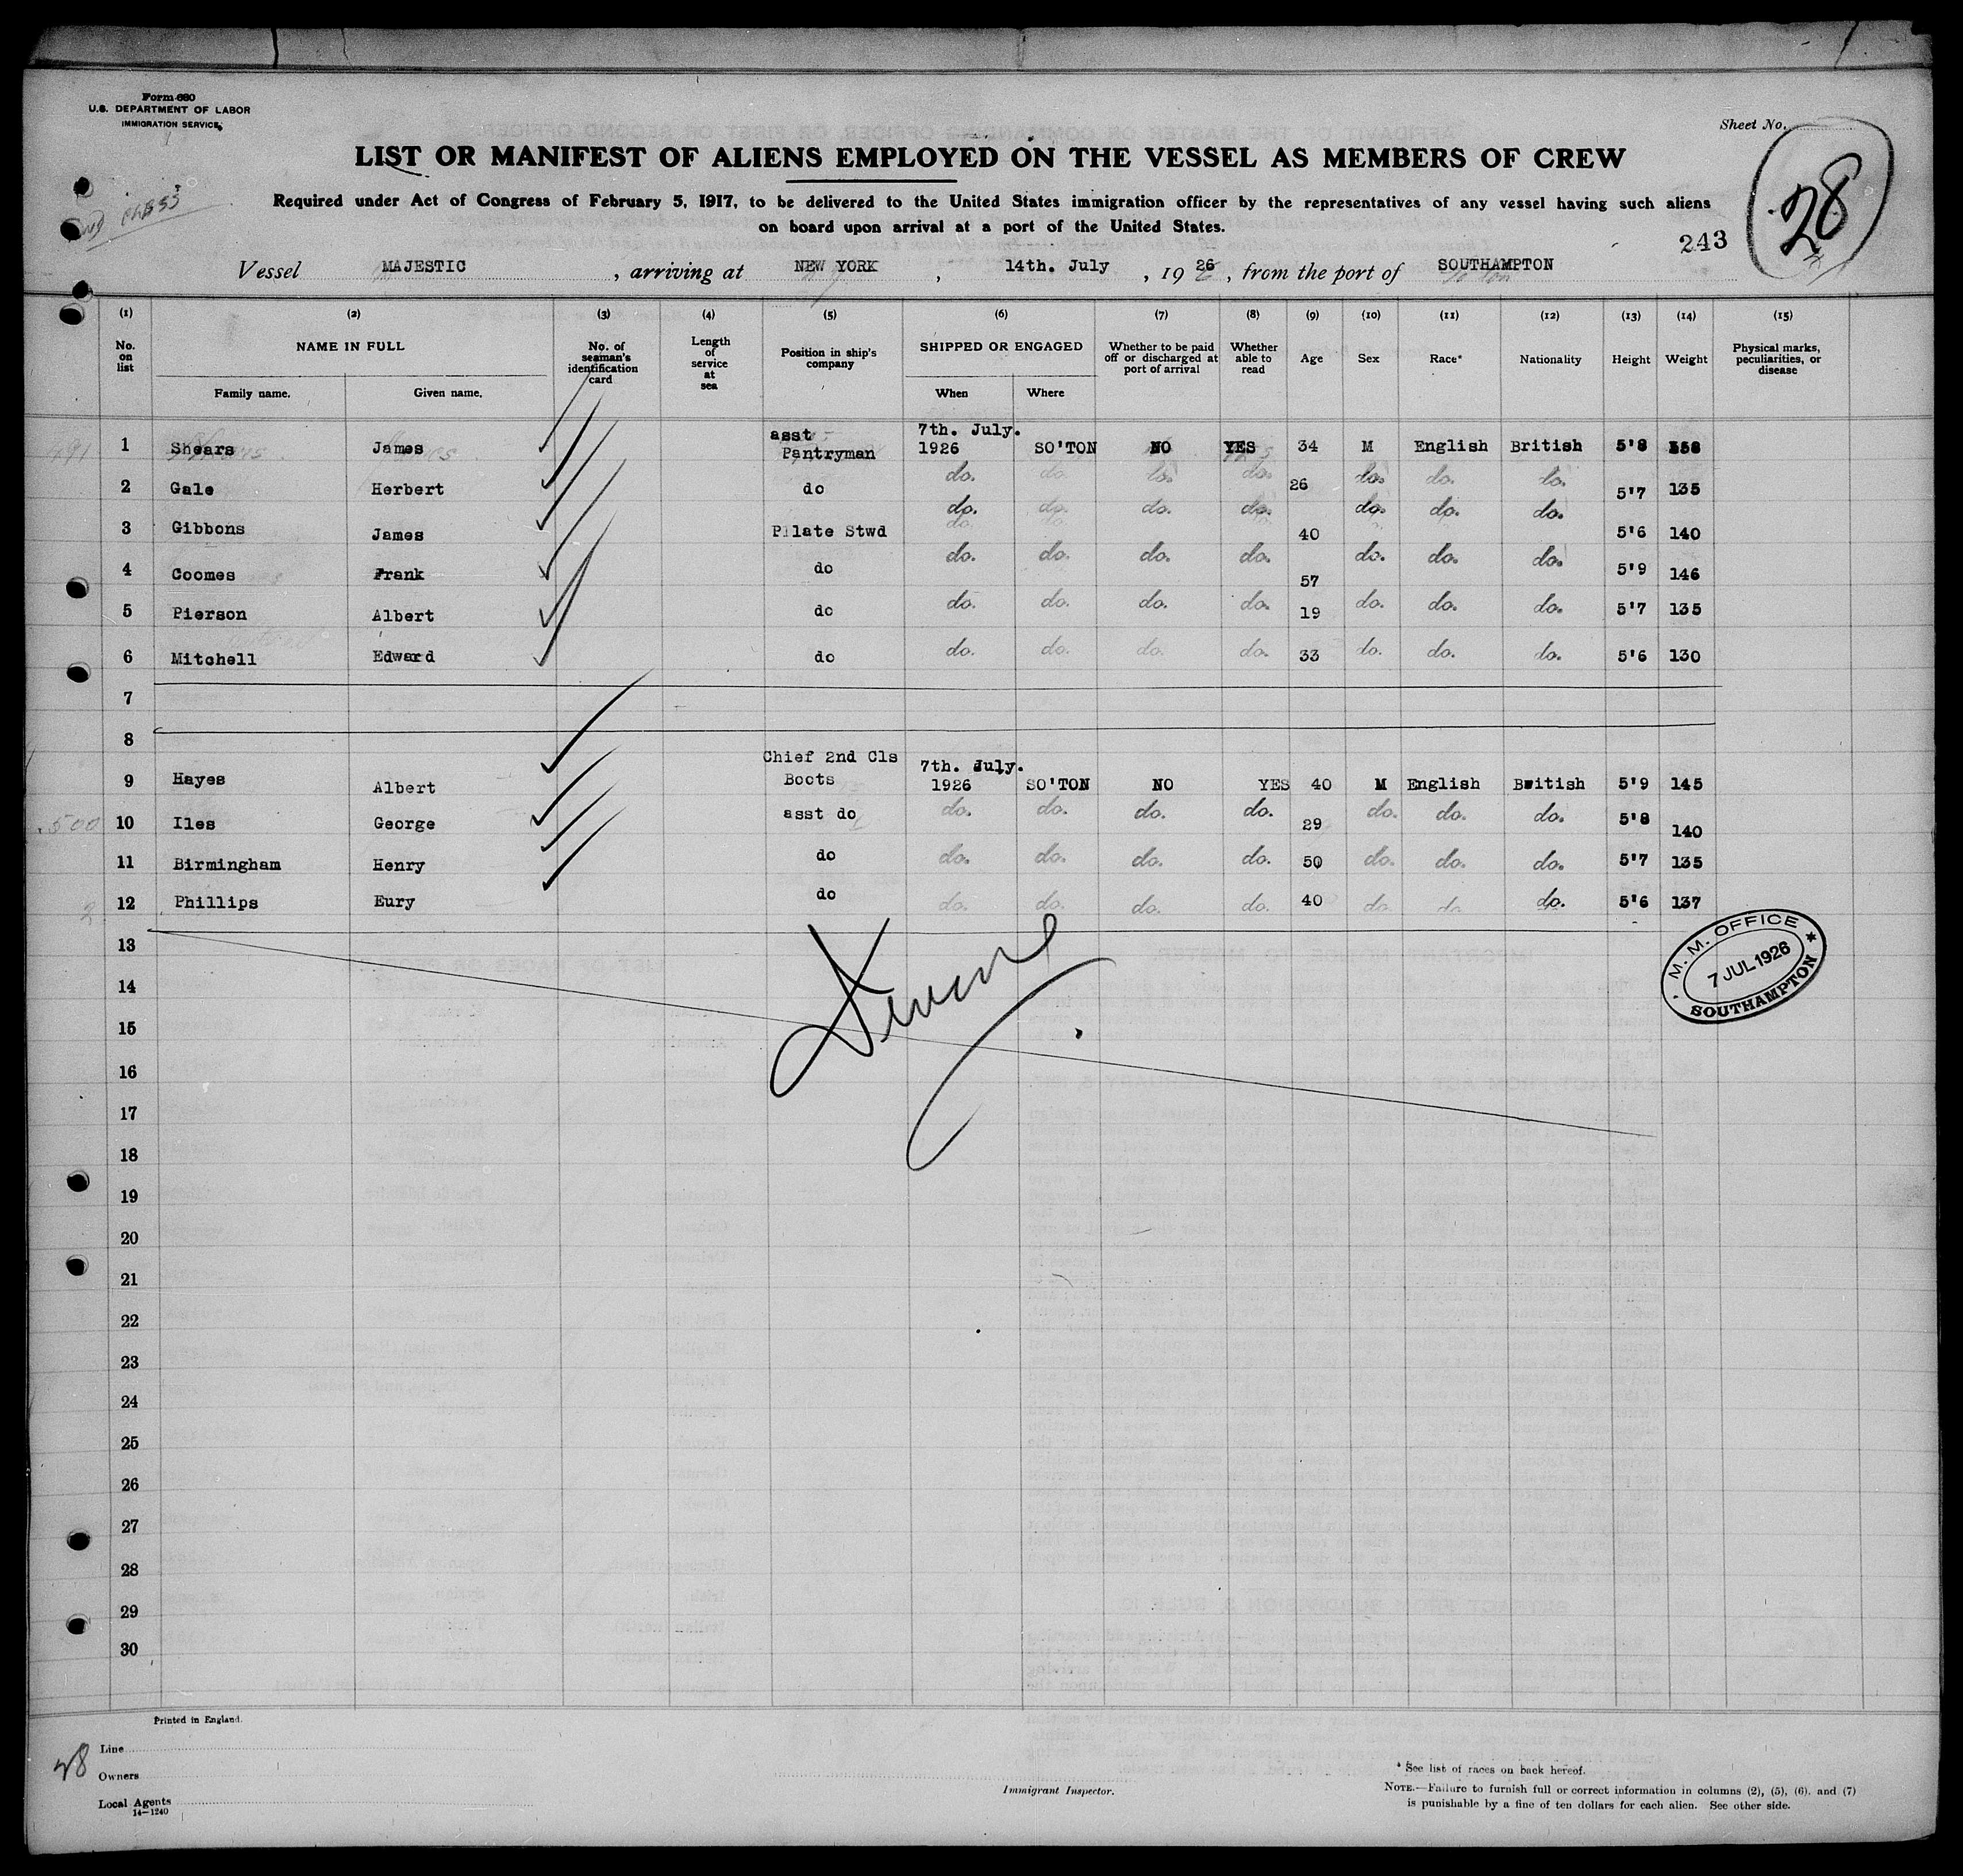 Form 680
U.S. DEPARTMENT OF LABOR
IMMIGRATION SERVICE
Sheet No.
28
LIST OR MANIFEST OF ALIENS EMPLOYED ON THE VESSEL AS MEMBERS OF CREW
Required under Act of Congress of February 5, 1917, to be delivered to the United States immigration officer by the representatives of any vessel having such aliens
on board upon arrival at a port of the United States.
243
Vessel MAJESTIC, arriving at NEW YORK, 14th. July, 1926, from the port of SOUTHAMPTON
(1) (2) (3) (4) (5) (6) (7) (8) (9) (10) (11) (12) (13) (14) (15)
No. on list NAME IN FULL Family name. Given name. No. of seaman's identification card Length of service at sea Position in ship's company SHIPPED OR ENGAGED When Where Whether to be paid off or discharged at port of arrival Whether able to read Age Sex Race* Nationality Height Weight Physical marks, peculiarities, or disease
1 Shears James asst Pantryman 7th. July. 1926 SO'TON NO YES 34 M English British 5'8
2 Gale Herbert do do. do. do. do. 26 do. do. do. 5'7 135
3 Gibbons James Plate Stwd do. do. do. do. 40 do. do. do. 5'6 140
4 Coomes Frank do do. do. do. do. 57 do. do. do. 5'9 146
5 Pierson Albert do do. do. do. do. 19 do. do. do. 5'7 135
6 Mitchell Edward do do. do. do. do. 33 do. do. do. 5'6 130
7
8
9 Hayes Albert Chief 2nd Cls Boots 7th. July. 1926 SO'TON NO YES 40 M English British 5'9 145
10 Iles George asst do do. do. do. do. 29 do. do. do. 5'8 140
11 Birmingham Henry do do. do. do. do. 50 do. do. do. 5'7 135
12 Phillips Eury do do. do. do. do. 40 do. do. do. 5'6 137
13
M. M. OFFICE
7 JUL 1926
SOUTHAMPTON
14
15
16
17
18
19
20
21
22
23
24
25
26
27
28
29
30
Printed in England.
28
Line
Owners
Local Agents
14-1240
Immigrant Inspector.
* See list of races on back hereof.
NOTE.—Failure to furnish full or correct information in columns (2), (5), (6), and (7)
is punishable by a fine of ten dollars for each alien. See other side.